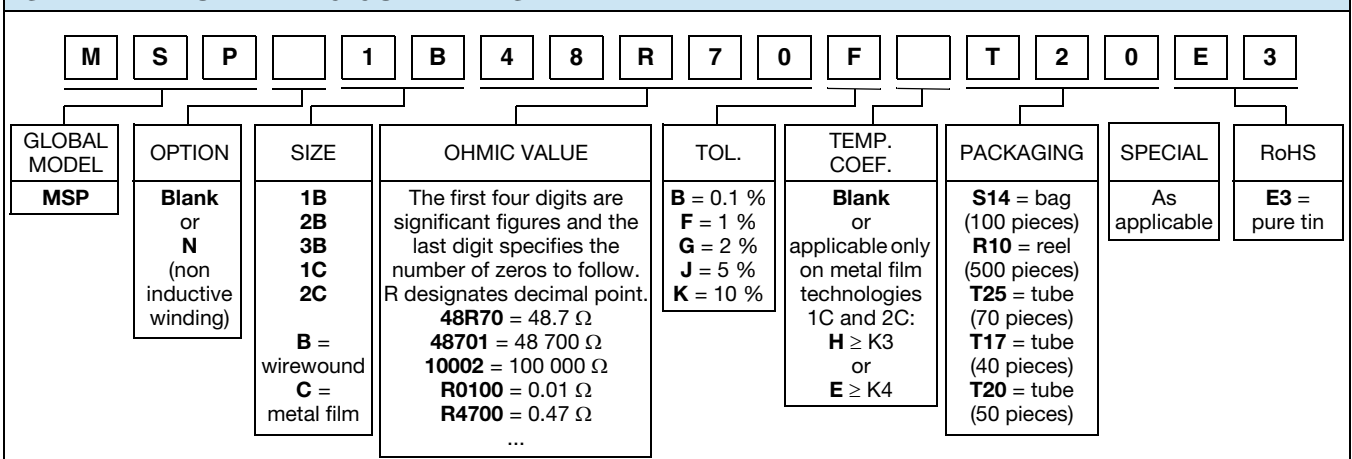 M S P 1 B 4 8 R 7 0 F T 2 0 E 3
GLOBAL
MODEL
MSP
OPTION
Blank
or
N
(non
inductive
winding)
SIZE
1B
2B
3B
1C
2C
B =
wirewound
C =
metal film
OHMIC VALUE
The first four digits are
significant figures and the
last digit specifies the
number of zeros to follow.
R designates decimal point.
48R70 = 48.7 Ω
48701 = 48 700 Ω
10002 = 100 000 Ω
R0100 = 0.01 Ω
R4700 = 0.47 Ω
...
TOL.
B = 0.1 %
F = 1 %
G = 2 %
J = 5 %
K = 10 %
TEMP.
COEF.
Blank
or
applicable only
on metal film
technologies
1C and 2C:
H ≥ K3
or
E ≥ K4
PACKAGING
S14 = bag
(100 pieces)
R10 = reel
(500 pieces)
T25 = tube
(70 pieces)
T17 = tube
(40 pieces)
T20 = tube
(50 pieces)
SPECIAL
As
applicable
RoHS
E3 =
pure tin